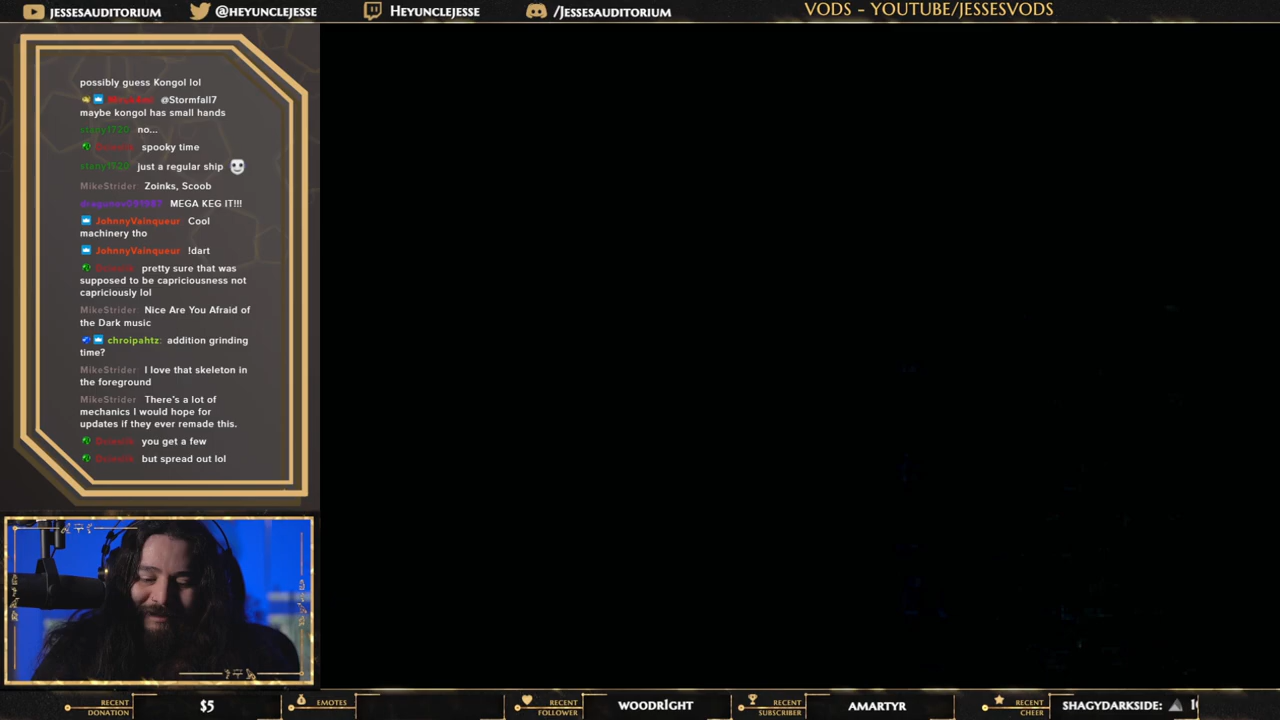 JESSESAUDITORIUM @HEYUNCLEJESSE HEYUNCLEJESSE /JESSESAUDITORIUM VODS - YOUTUBE/JESSESVODS
possibly guess Kongol lol
@Stormfall7
maybe kongol has small hands
stany1720 no...
spooky time
stany1720 just a regular ship
MikeStrider: Zoinks, Scoob
dragunov091987 MEGA KEG IT!!!
JohnnyVainqueur Cool
machinery tho
JohnnyVainqueur !dart
pretty sure that was
supposed to be capriciousness not
capriciously lol
MikeStrider: Nice Are You Afraid of
the Dark music
chroipahtz: addition grinding
time?
MikeStrider: I love that skeleton in
the foreground
MikeStrider: There's a lot of
mechanics I would hope for
updates if they ever remade this.
you get a few
but spread out lol
RECENT DONATION $5 EMOTES RECENT FOLLOWER WOODR1GHT RECENT SUBSCRIBER AMARTYR RECENT CHEER SHAGYDARKSIDE: